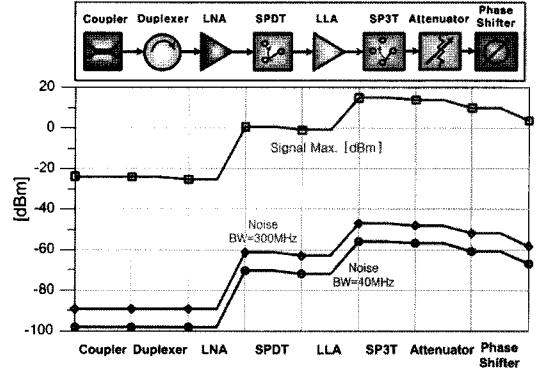 Coupler Duplexer LNA SPDT LLA SP3T Attenuator Phase Shifter
20
0
-20
-40
-60
-80
-100
[dBm]
Signal Max. [dBm]
Noise
BW=300MHz
Noise
BW=40MHz
Coupler Duplexer LNA SPDT LLA SP3T Attenuator Phase Shifter